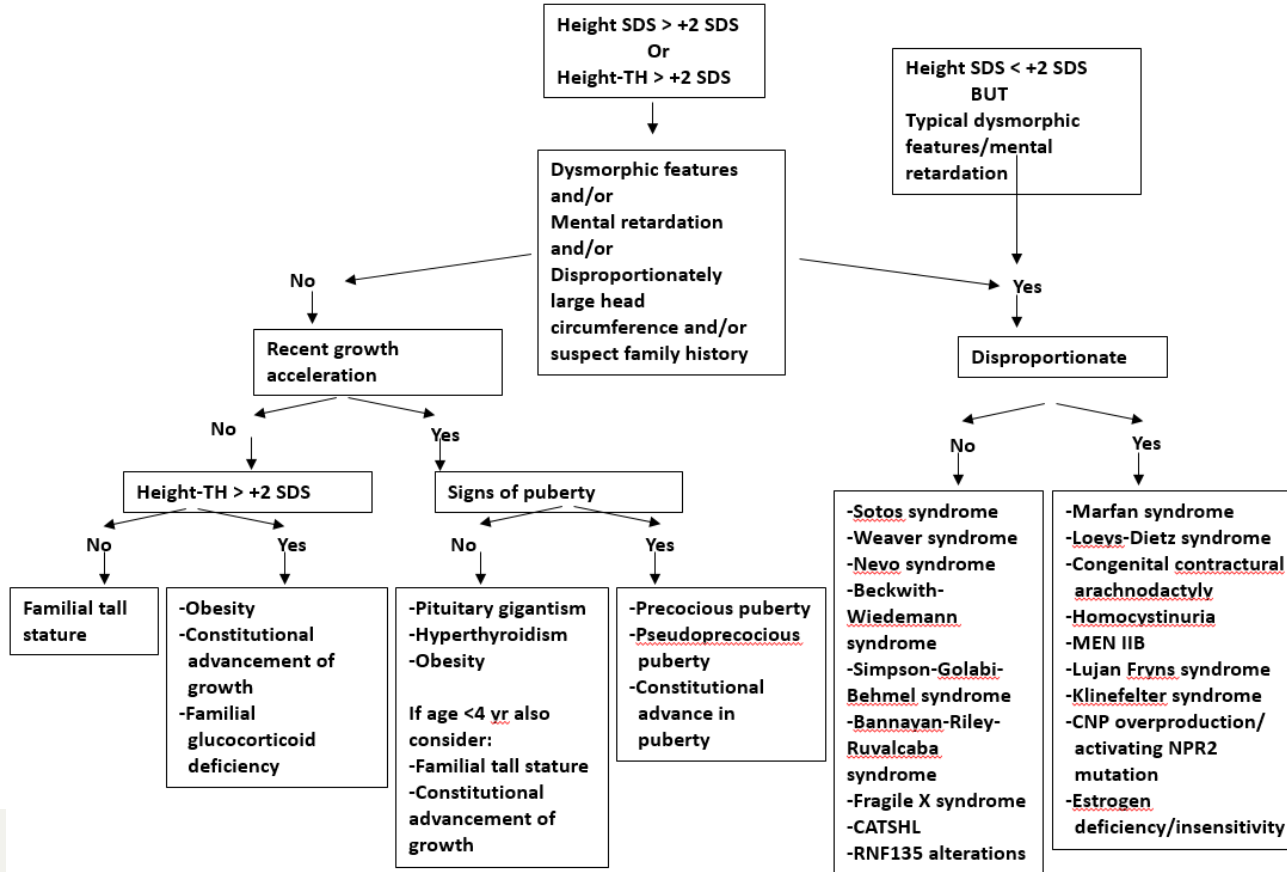 Height SDS > +2 SDS
Or
Height-TH > +2 SDS
Height SDS < +2 SDS
BUT
Typical dysmorphic
features/mental
retardation
Dysmorphic features
and/or
Mental retardation
and/or
Disproportionately
large head
circumference and/or
suspect family history
No
Yes
Recent growth
acceleration
Disproportionate
No
Yes
No
Yes
Height-TH > +2 SDS
Signs of puberty
No
Yes
No
Yes
Familial tall
stature
-Obesity
-Constitutional
advancement of
growth
-Familial
glucocorticoid
deficiency
-Pituitary gigantism
-Hyperthyroidism
-Obesity
If age <4 yr also
consider:
-Familial tall stature
-Constitutional
advancement of
growth
-Precocious puberty
-Pseudoprecocious
puberty
-Constitutional
advance in
puberty
-Sotos syndrome
-Weaver syndrome
-Nevo syndrome
-Beckwith-
Wiedemann
syndrome
-Simpson-Golabi-
Behmel syndrome
-Bannayan-Riley-
Ruvalcaba
syndrome
-Fragile X syndrome
-CATSHL
-RNF135 alterations
-Marfan syndrome
-Loeys-Dietz syndrome
-Congenital contractural
arachnodactyly
-Homocystinuria
-MEN IIB
-Lujan Fryns syndrome
-Klinefelter syndrome
-CNP overproduction/
activating NPR2
mutation
-Estrogen
deficiency/insensitivity